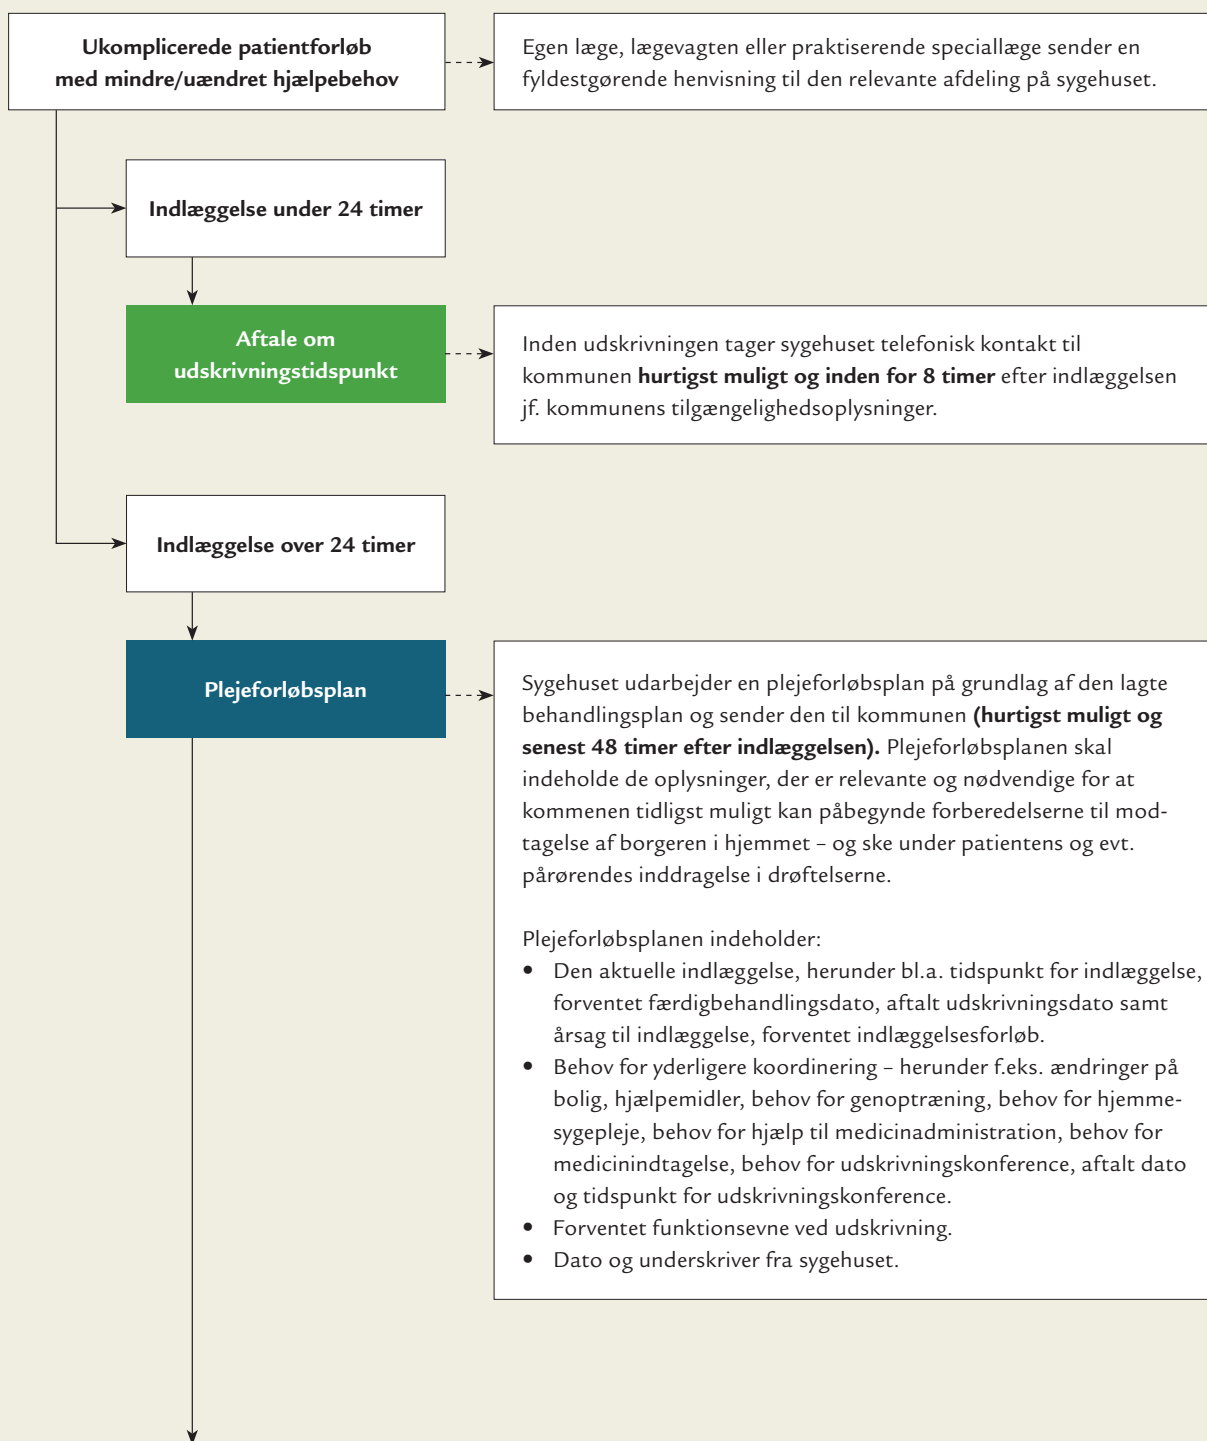 Ukomplicerede patientforløb
med mindre/uændret hjælpebehov
Egen læge, lægevagten eller praktiserende speciallæge sender en
fyldestgørende henvisning til den relevante afdeling på sygehuset.
Indlæggelse under 24 timer
Aftale om
udskrivningstidspunkt
Inden udskrivningen tager sygehuset telefonisk kontakt til
kommunen hurtigst muligt og inden for 8 timer efter indlæggelsen
jf. kommunens tilgængelighedsoplysninger.
Indlæggelse over 24 timer
Plejeforløbsplan
Sygehuset udarbejder en plejeforløbsplan på grundlag af den lagte
behandlingsplan og sender den til kommunen (hurtigst muligt og
senest 48 timer efter indlæggelsen). Plejeforløbsplanen skal
indeholde de oplysninger, der er relevante og nødvendige for at
kommenen tidligst muligt kan påbegynde forberedelserne til mod-
tagelse af borgeren i hjemmet – og ske under patientens og evt.
pårørendes inddragelse i drøftelserne.
Plejeforløbsplanen indeholder:
• Den aktuelle indlæggelse, herunder bl.a. tidspunkt for indlæggelse,
forventet færdigbehandlingsdato, aftalt udskrivningsdato samt
årsag til indlæggelse, forventet indlæggelsesforløb.
• Behov for yderligere koordinering – herunder f.eks. ændringer på
bolig, hjælpemidler, behov for genoptræning, behov for hjemme-
sygepleje, behov for hjælp til medicinadministration, behov for
medicinindtagelse, behov for udskrivningskonference, aftalt dato
og tidspunkt for udskrivningskonference.
• Forventet funktionsevne ved udskrivning.
• Dato og underskriver fra sygehuset.